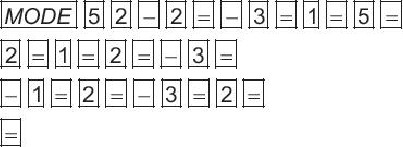 MODE 5 2 – 2 = – 3 = 1 = 5 =
2 = 1 = 2 = – 3 =
– 1 = 2 = – 3 = 2 =
=